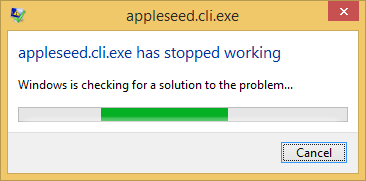 appleseed.cli.exe
appleseed.cli.exe has stopped working
Windows is checking for a solution to the problem...
Cancel